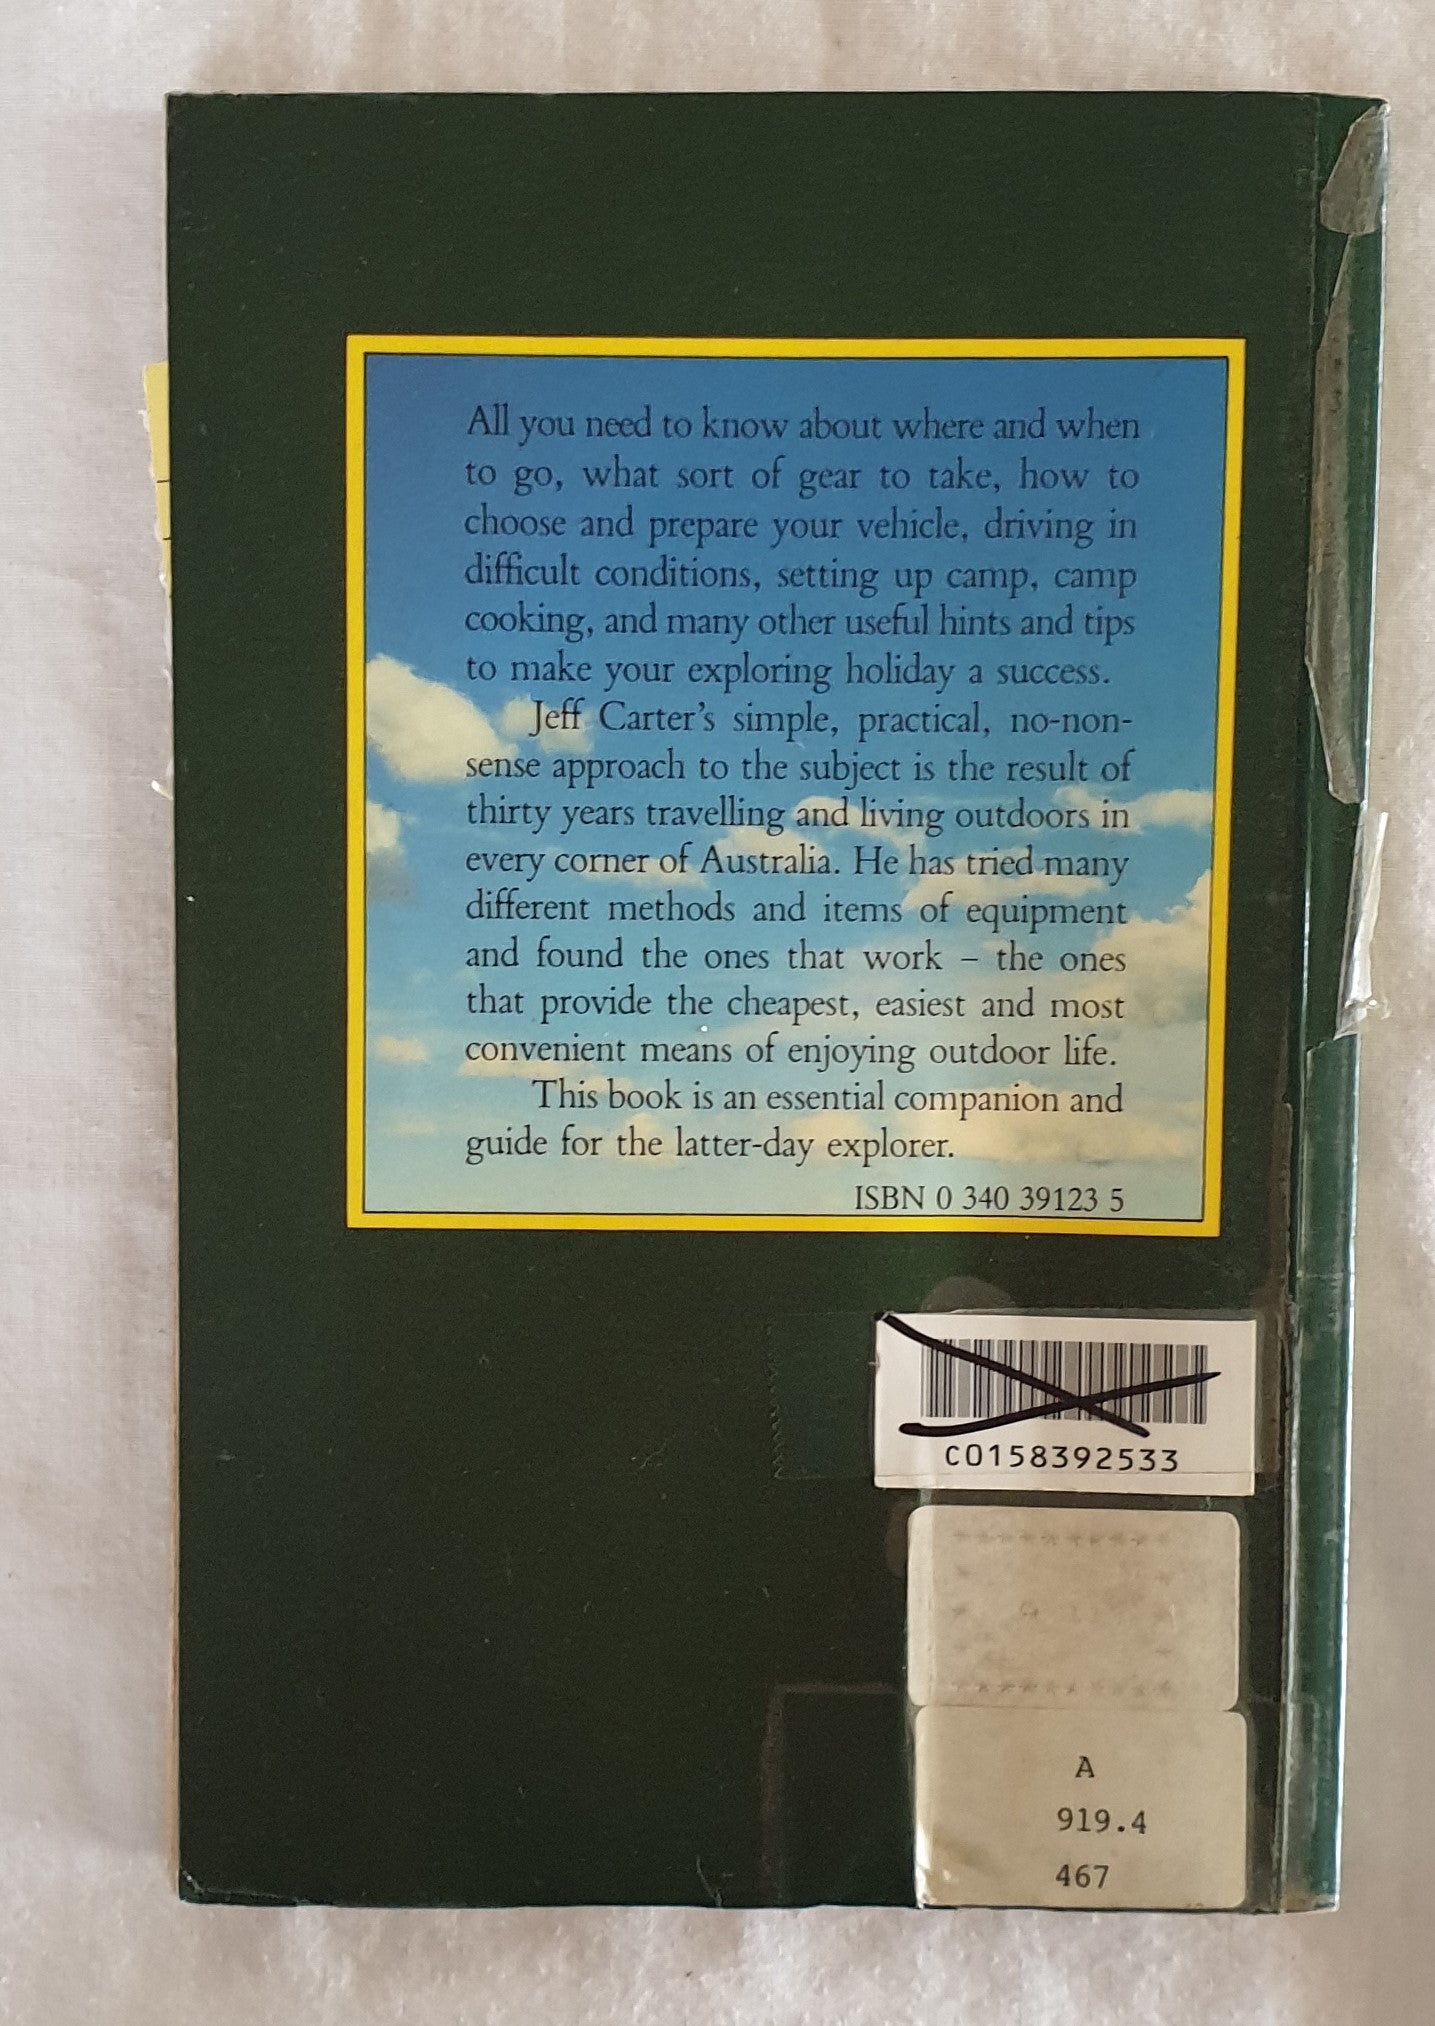 All you need to know about where and when
to go, what sort of gear to take, how to
choose and prepare your vehicle, driving in
difficult conditions, setting up camp, camp
cooking, and many other useful hints and tips
to make your exploring holiday a success.
Jeff Carter's simple, practical, no-non-
sense approach to the subject is the result of
thirty years travelling and living outdoors in
every corner of Australia. He has tried many
different methods and items of equipment
and found the ones that work – the ones
that provide the cheapest, easiest and most
convenient means of enjoying outdoor life.
This book is an essential companion and
guide for the latter-day explorer.
ISBN 0 340 39123 5
C0158392533
A
919.4
467